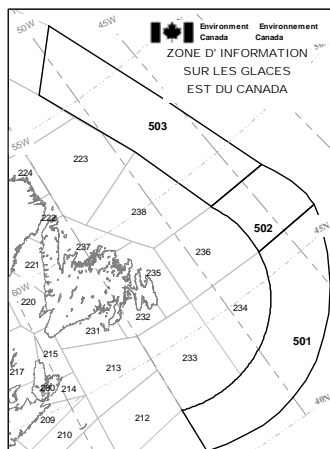 Environment Environnement
Canada Canada
ZONE D' INFORMATION
SUR LES GLACES
EST DU CANADA
50W
45W
503
55W
223
224
238
502
222
237
236
45N
221
235
60W
220
232
234
231
501
215
233
213
217
280
214
40N
209
212
210